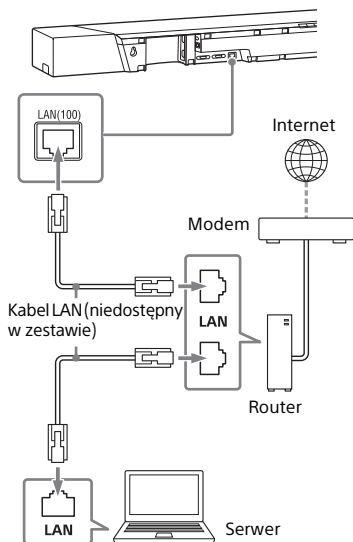 LAN(100)
Internet
Modem
Kabel LAN (niedostępny
w zestawie)
LAN
Router
LAN
Serwer